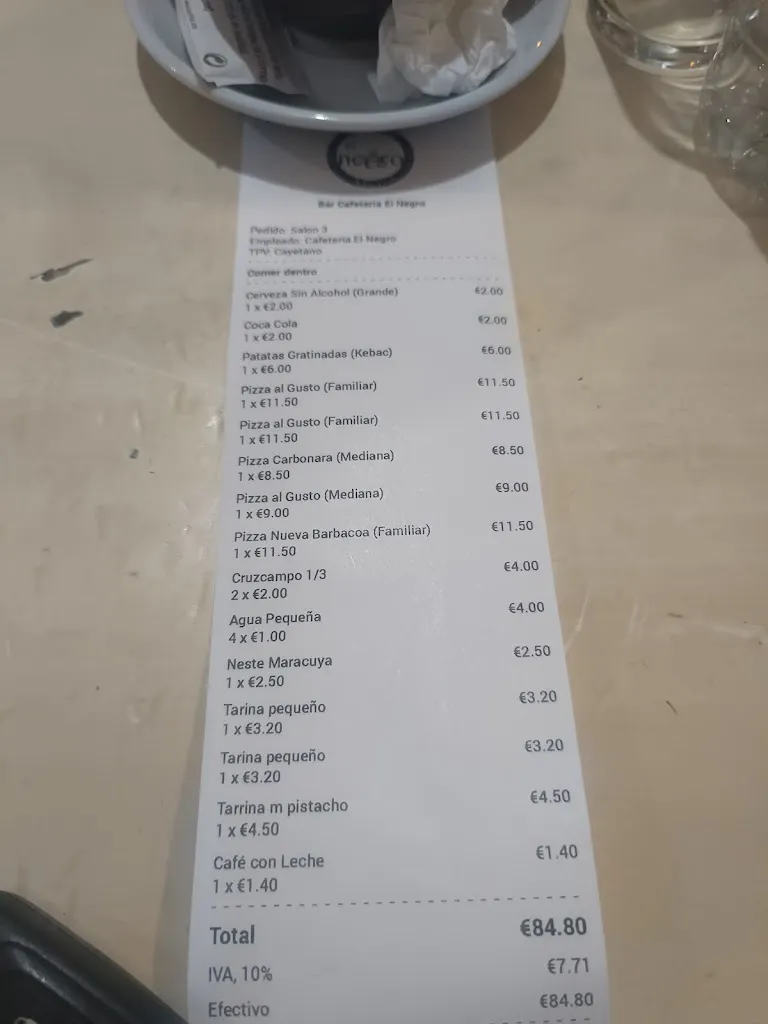 negro
Bar Cafeteria El Negro
Pedido: Salon 3
Empleado: Cafeteria El Negro
TPV: Cayetano
Comer dentro
Cerveza Sin Alcohol (Grande) €2.00
1 x €2.00
Coca Cola €2.00
1 x €2.00
Patatas Gratinadas (Kebac) €6.00
1 x €6.00
Pizza al Gusto (Familiar) €11.50
1 x €11.50
Pizza al Gusto (Familiar) €11.50
1 x €11.50
Pizza Carbonara (Mediana) €8.50
1 x €8.50
Pizza al Gusto (Mediana) €9.00
1 x €9.00
Pizza Nueva Barbacoa (Familiar) €11.50
1 x €11.50
Cruzcampo 1/3 €4.00
2 x €2.00
Agua Pequeña €4.00
4 x €1.00
Neste Maracuya €2.50
1 x €2.50
Tarina pequeño €3.20
1 x €3.20
Tarina pequeño €3.20
1 x €3.20
Tarrina m pistacho €4.50
1 x €4.50
Café con Leche €1.40
1 x €1.40
Total €84.80
IVA, 10% €7.71
Efectivo €84.80